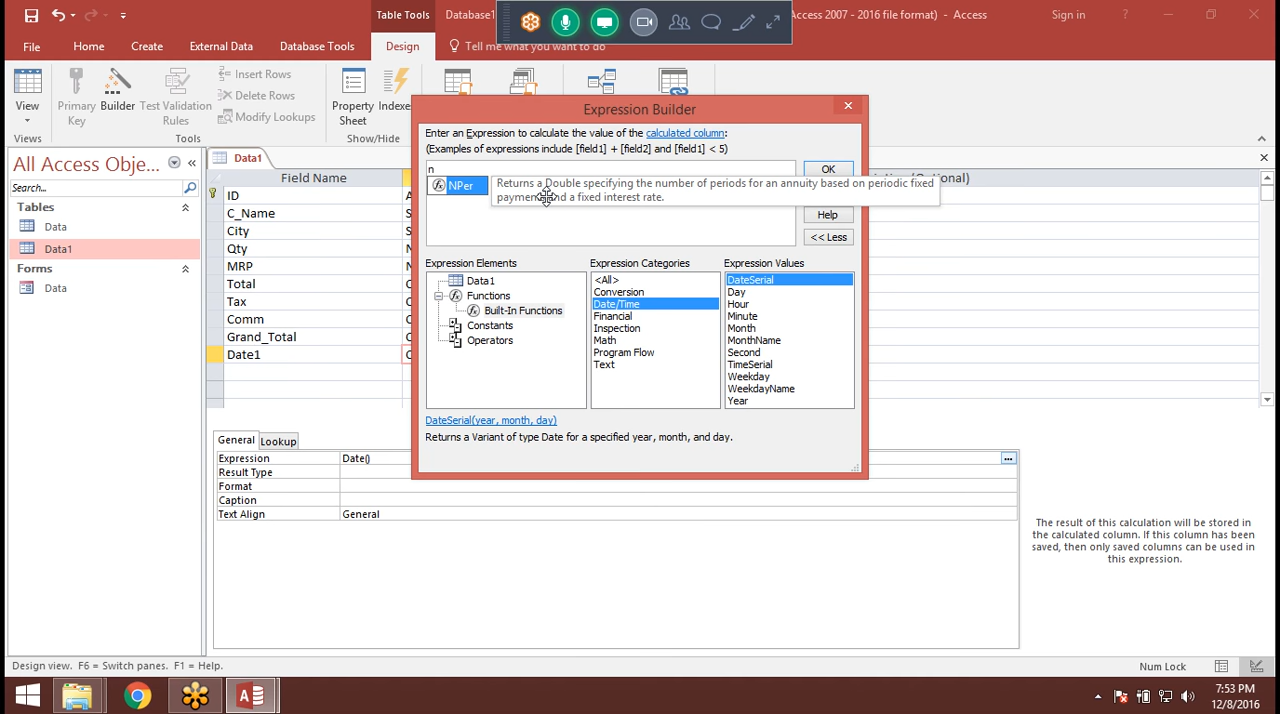 Table Tools
Database1
Access 2007 - 2016 file format) - Access
Sign in
?
File
Home
Create
External Data
Database Tools
Design
Tell me what you want to do
View
Primary Key
Builder
Test Validation Rules
Insert Rows
Delete Rows
Modify Lookups
Property Sheet
Indexe
Views
Tools
Show/Hide
All Access Obje...
Search...
Tables
Data
Data1
Forms
Data
Data1
Field Name
ription (Optional)
ID
A
C_Name
S
City
S
Qty
N
MRP
N
Total
C
Tax
C
Comm
C
Grand_Total
C
Date1
C
Expression Builder
Enter an Expression to calculate the value of the calculated column:
(Examples of expressions include [field1] + [field2] and [field1] < 5)
n
NPer
Returns a Double specifying the number of periods for an annuity based on periodic fixed
payment and a fixed interest rate.
OK
Help
<< Less
Expression Elements
Data1
Functions
Built-In Functions
Constants
Operators
Expression Categories
<All>
Conversion
Date/Time
Financial
Inspection
Math
Program Flow
Text
Expression Values
DateSerial
Day
Hour
Minute
Month
MonthName
Second
TimeSerial
Weekday
WeekdayName
Year
DateSerial(year, month, day)
Returns a Variant of type Date for a specified year, month, and day.
General
Lookup
Expression
Date()
Result Type
Format
Caption
Text Align
General
The result of this calculation will be stored in
the calculated column. If this column has been
saved, then only saved columns can be used in
this expression.
Design view. F6 = Switch panes. F1 = Help.
Num Lock
7:53 PM
12/8/2016